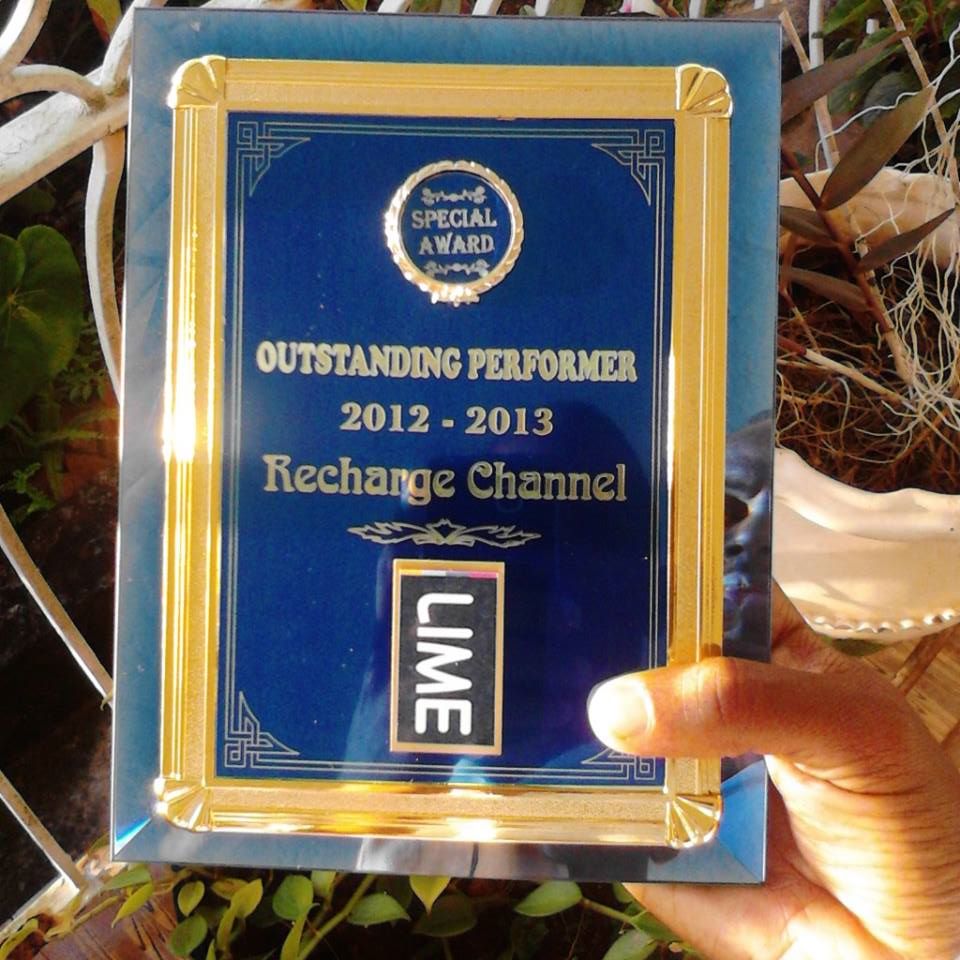 SPECIAL
AWARD
OUTSTANDING PERFORMER
2012 - 2013
Recharge Channel
LIME